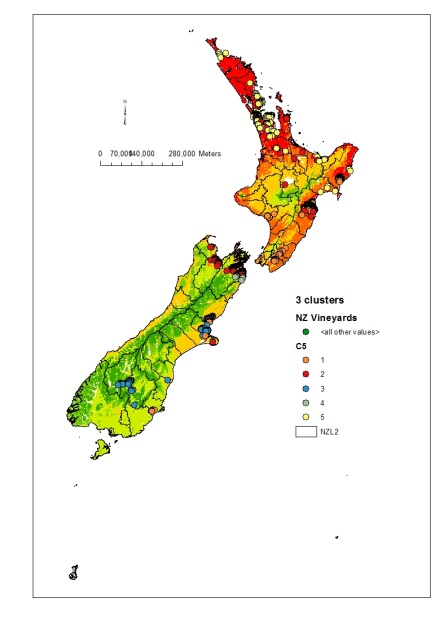 N
0 70,000140,000 280,000 Meters
3 clusters
NZ Vineyards
<all other values>
C5
1
2
3
4
5
NZL2